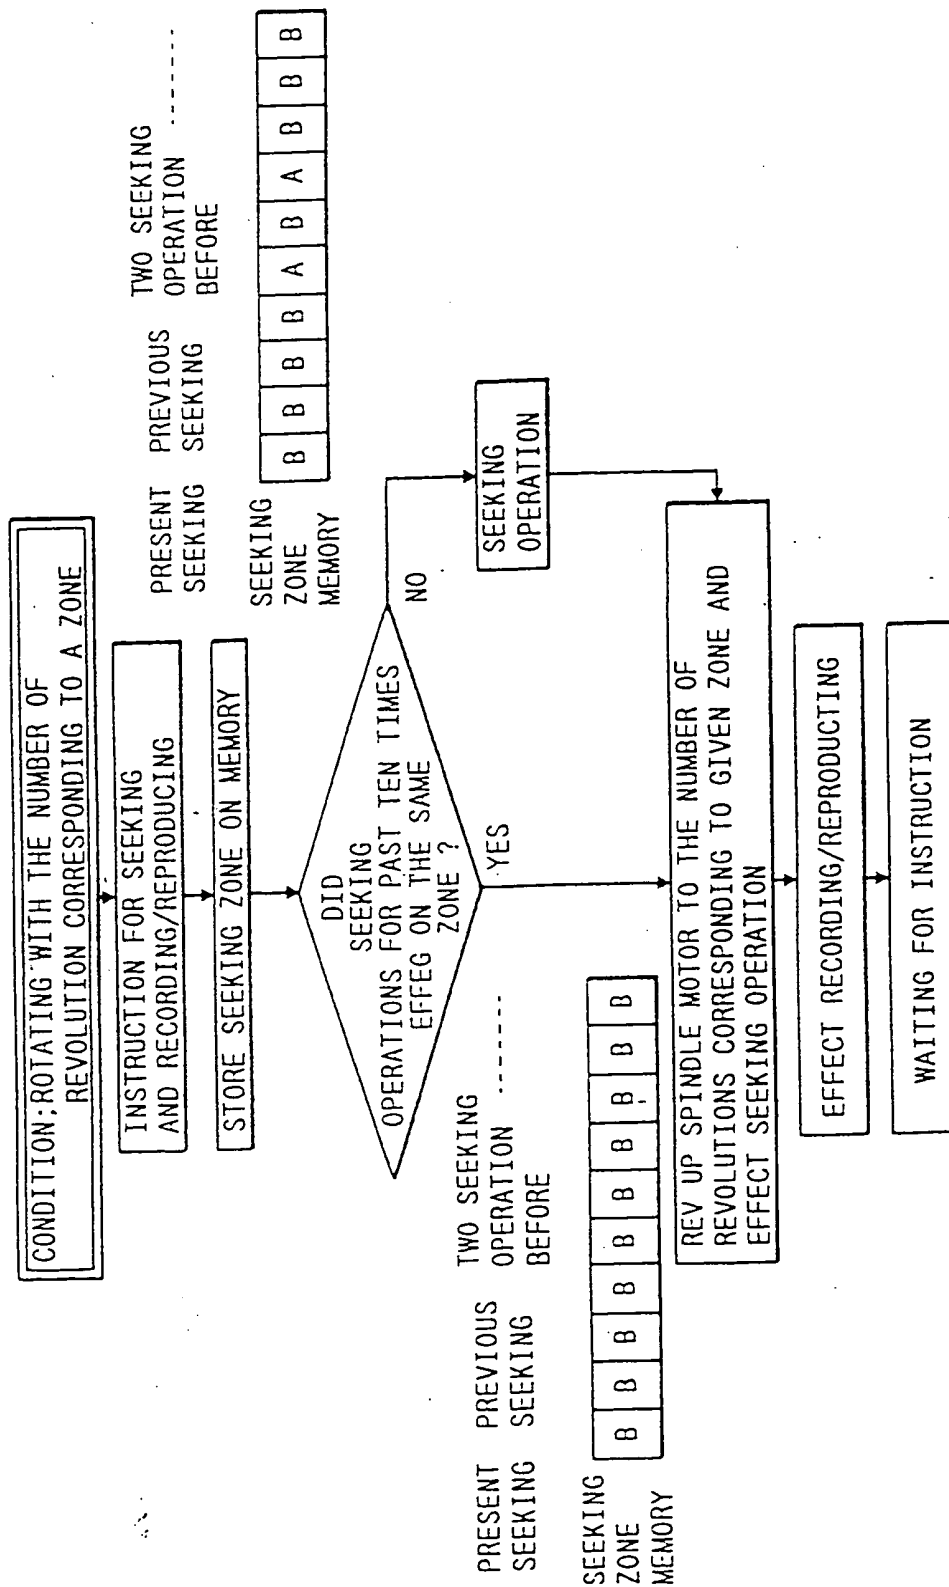 CONDITION;ROTATING WITH THE NUMBER OF
REVOLUTION CORRESPONDING TO A ZONE
INSTRUCTION FOR SEEKING
AND RECORDING/REPRODUCING
STORE SEEKING ZONE ON MEMORY
PRESENT PREVIOUS TWO SEEKING
SEEKING SEEKING OPERATION -------
BEFORE
SEEKING
ZONE
MEMORY
B B B B A B A B B B
DID
SEEKING
OPERATIONS FOR PAST TEN TIMES
EFFEG ON THE SAME
ZONE ?
NO
YES
SEEKING
OPERATION
PRESENT PREVIOUS TWO SEEKING
SEEKING SEEKING OPERATION -------
BEFORE
SEEKING
ZONE
MEMORY
B B B B B B B B B B
REV UP SPINDLE MOTOR TO THE NUMBER OF
REVOLUTIONS CORRESPONDING TO GIVEN ZONE AND
EFFECT SEEKING OPERATION
EFFECT RECORDING/REPRODUCING
WAITING FOR INSTRUCTION